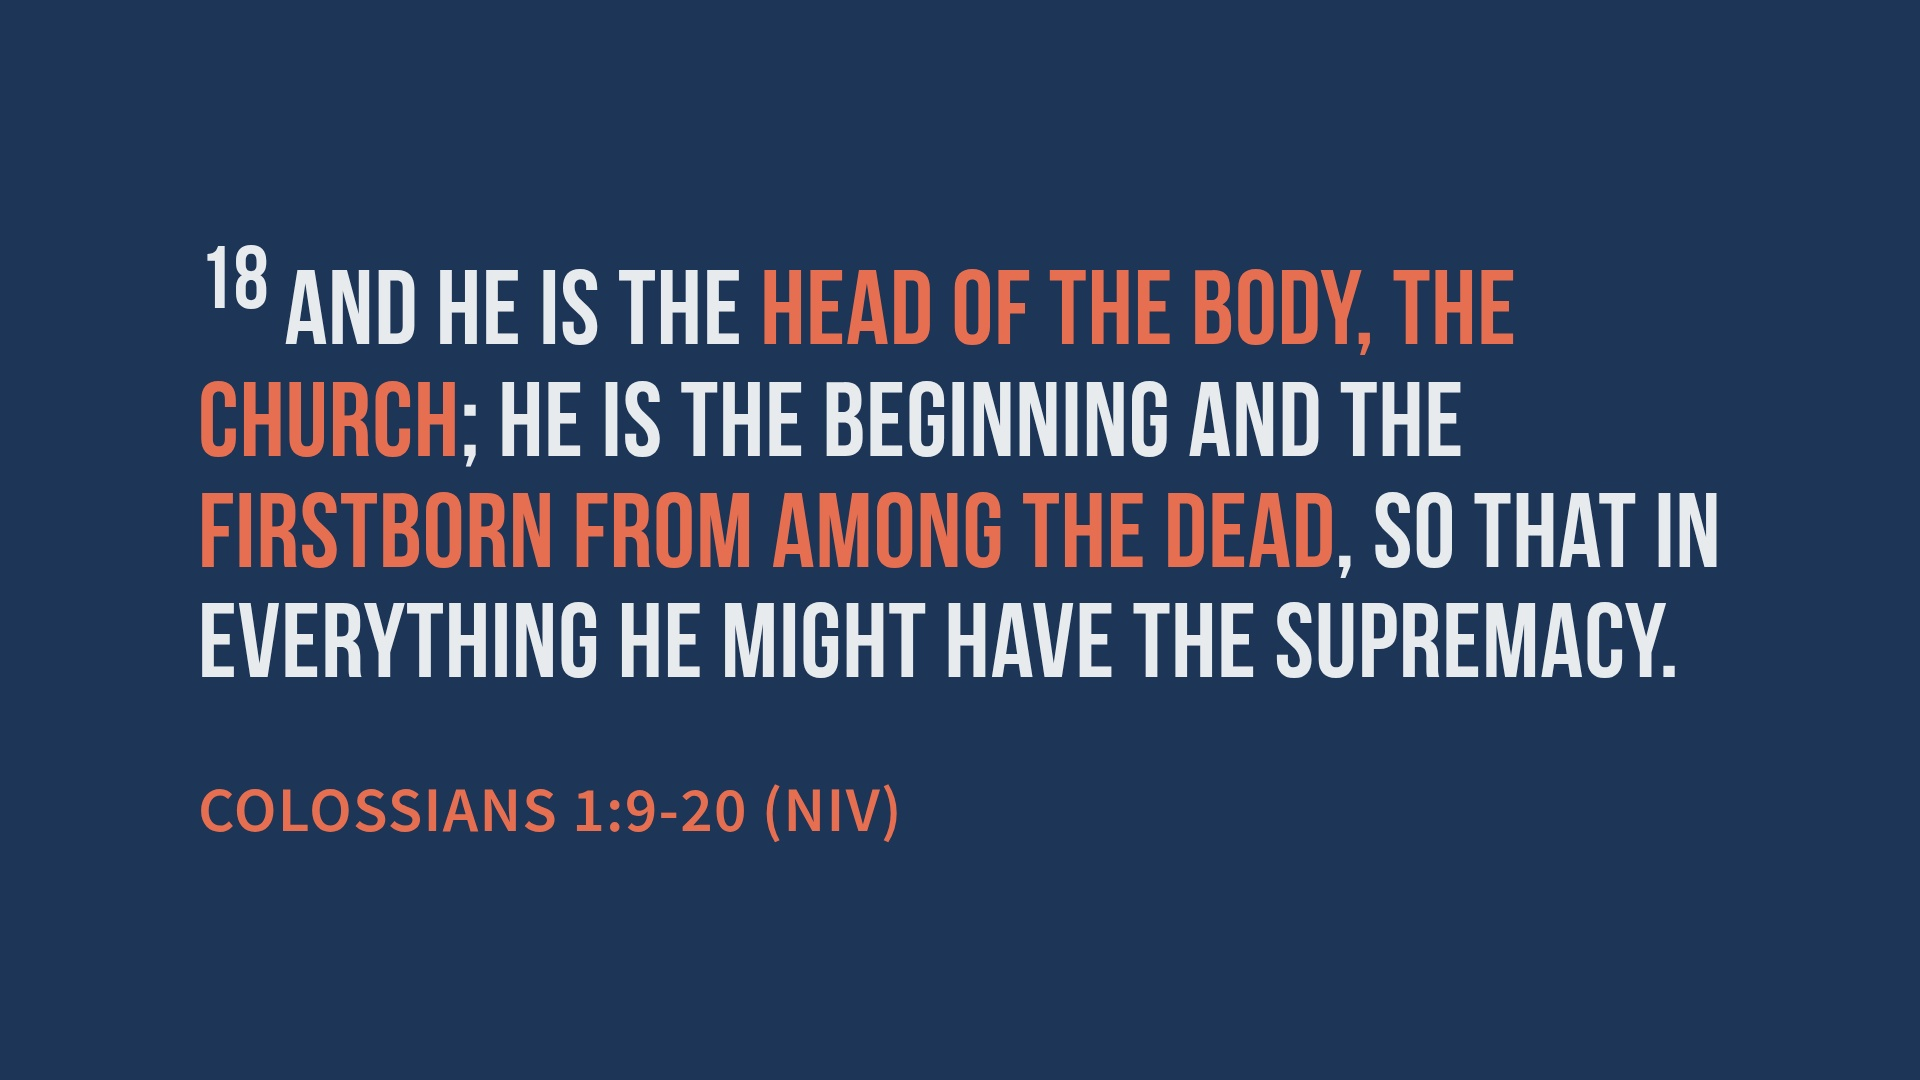 18 AND HE IS THE HEAD OF THE BODY, THE
CHURCH; HE IS THE BEGINNING AND THE
FIRSTBORN FROM AMONG THE DEAD, SO THAT IN
EVERYTHING HE MIGHT HAVE THE SUPREMACY.
COLOSSIANS 1:9-20 (NIV)